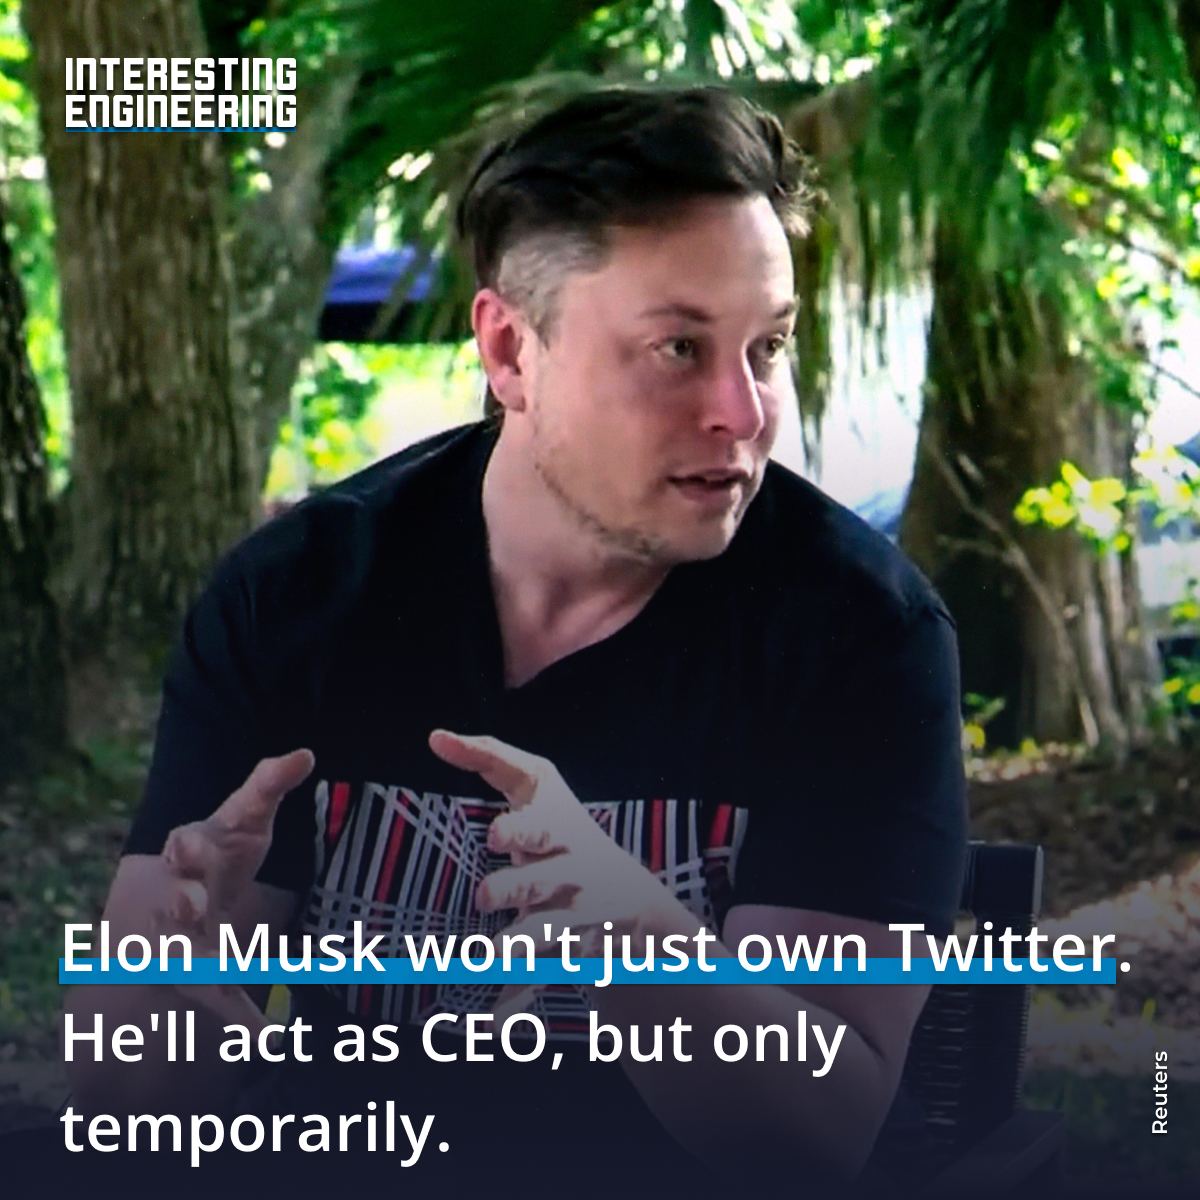 INTERESTING
ENGINEERING
Elon Musk won't just own Twitter.
He'll act as CEO, but only
temporarily.
Reuters